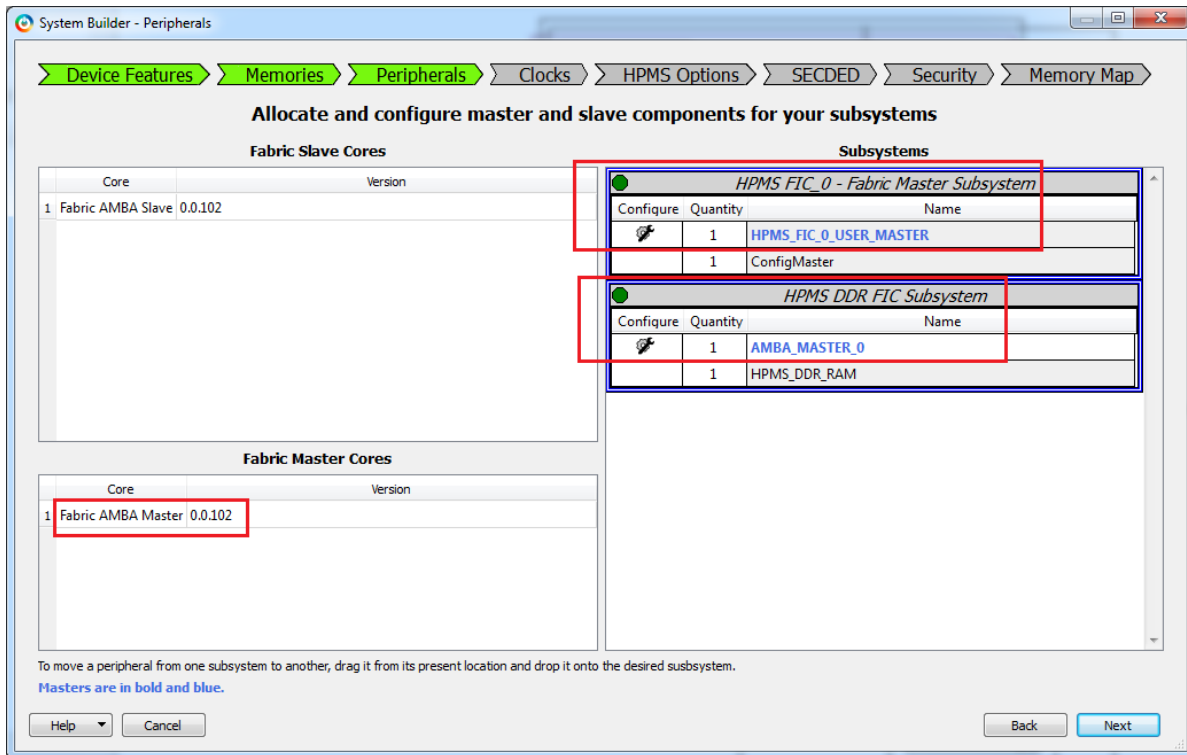 System Builder - Peripherals
Device Features Memories Peripherals Clocks HPMS Options SECDED Security Memory Map
Allocate and configure master and slave components for your subsystems
Fabric Slave Cores
Core Version
1 Fabric AMBA Slave 0.0.102
Fabric Master Cores
Core Version
1 Fabric AMBA Master 0.0.102
Subsystems
HPMS FIC_0 - Fabric Master Subsystem
Configure Quantity Name
1 HPMS_FIC_0_USER_MASTER
1 ConfigMaster
HPMS DDR FIC Subsystem
Configure Quantity Name
1 AMBA_MASTER_0
1 HPMS_DDR_RAM
To move a peripheral from one subsystem to another, drag it from its present location and drop it onto the desired susbsystem.
Masters are in bold and blue.
Help Cancel Back Next